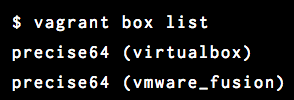 $ vagrant box list
precise64 (virtualbox)
precise64 (vmware_fusion)